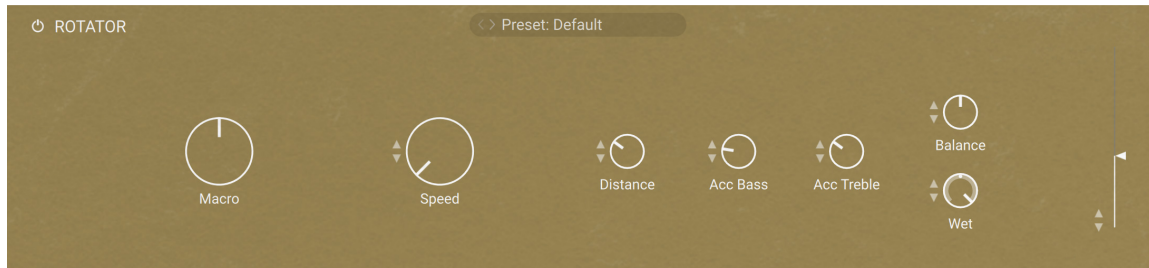 ROTATOR
Preset: Default
Macro
Speed
Distance
Acc Bass
Acc Treble
Balance
Wet